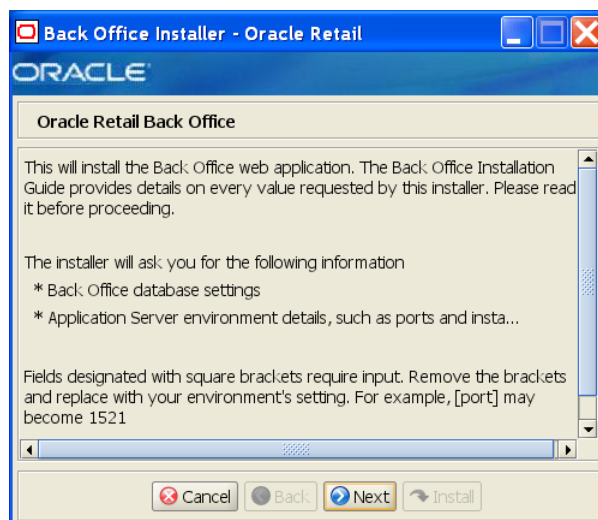 Back Office Installer - Oracle Retail
ORACLE
Oracle Retail Back Office
This will install the Back Office web application. The Back Office Installation
Guide provides details on every value requested by this installer. Please read
it before proceeding.
The installer will ask you for the following information
* Back Office database settings
* Application Server environment details, such as ports and insta...
Fields designated with square brackets require input. Remove the brackets
and replace with your environment's setting. For example, [port] may
become 1521
Cancel Back Next Install